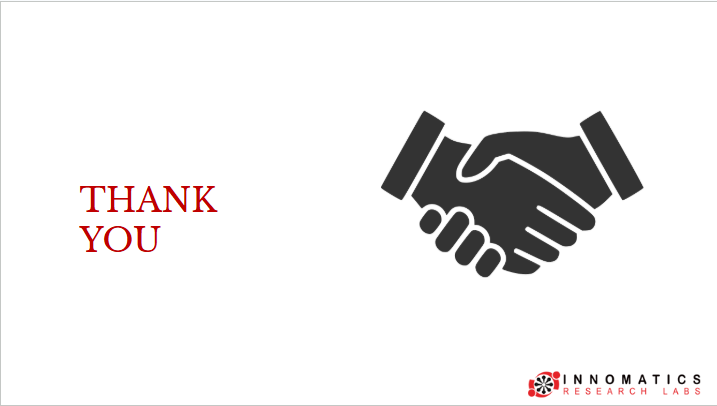 THANK
YOU
INNOMATICS
RESEARCH LABS